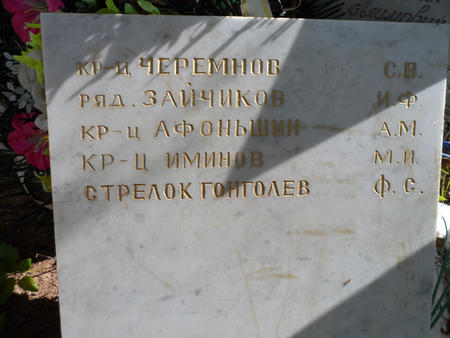 КР-Ц ЧЕРЕМНОВ С.В.
РЯД. ЗАЙЧИКОВ И.Ф.
КР-Ц АФОНЬШИН А.М.
КР-Ц ИМИНОВ М.И.
СТРЕЛОК ГОНГОЛЕВ Ф.С.